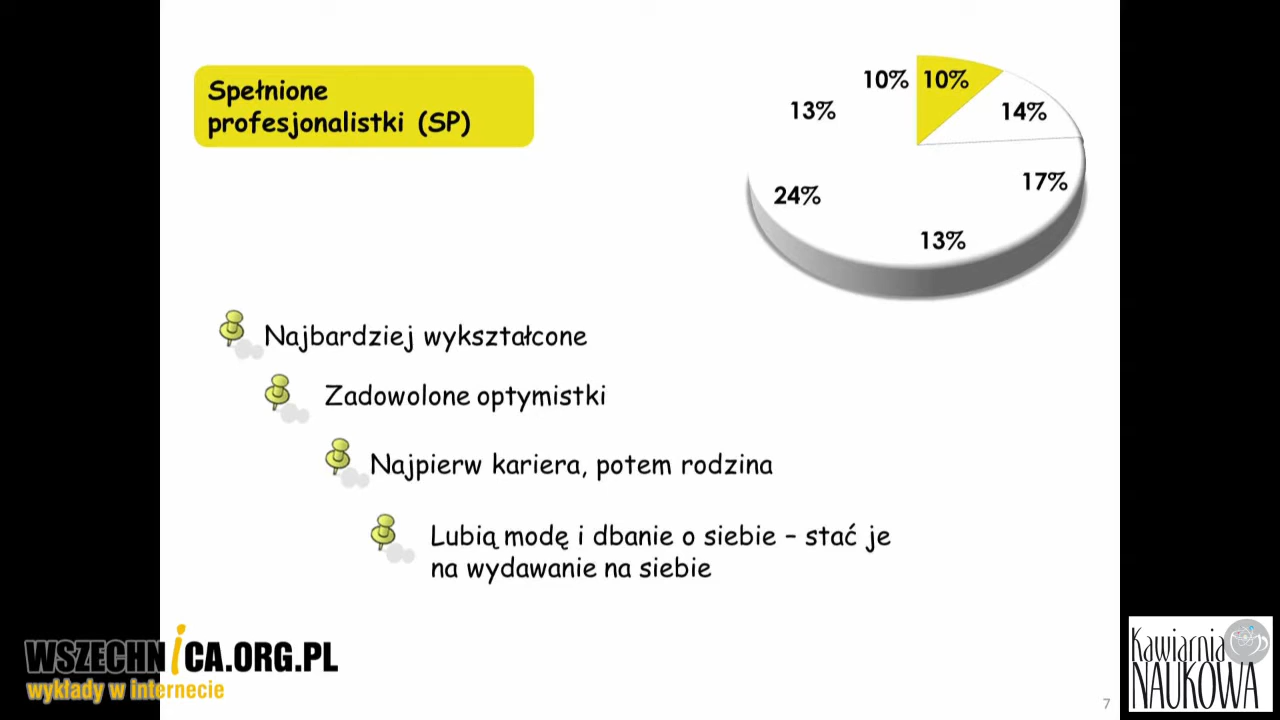 Spełnione
profesjonalistki (SP)
10%
10%
13%
14%
17%
24%
13%
Najbardziej wykształcone
Zadowolone optymistki
Najpierw kariera, potem rodzina
Lubią modę i dbanie o siebie – stać je
na wydawanie na siebie
WSZECHNiCA.ORG.PL
wykłady w internecie
Kawiarnia
NAUKOWA
7